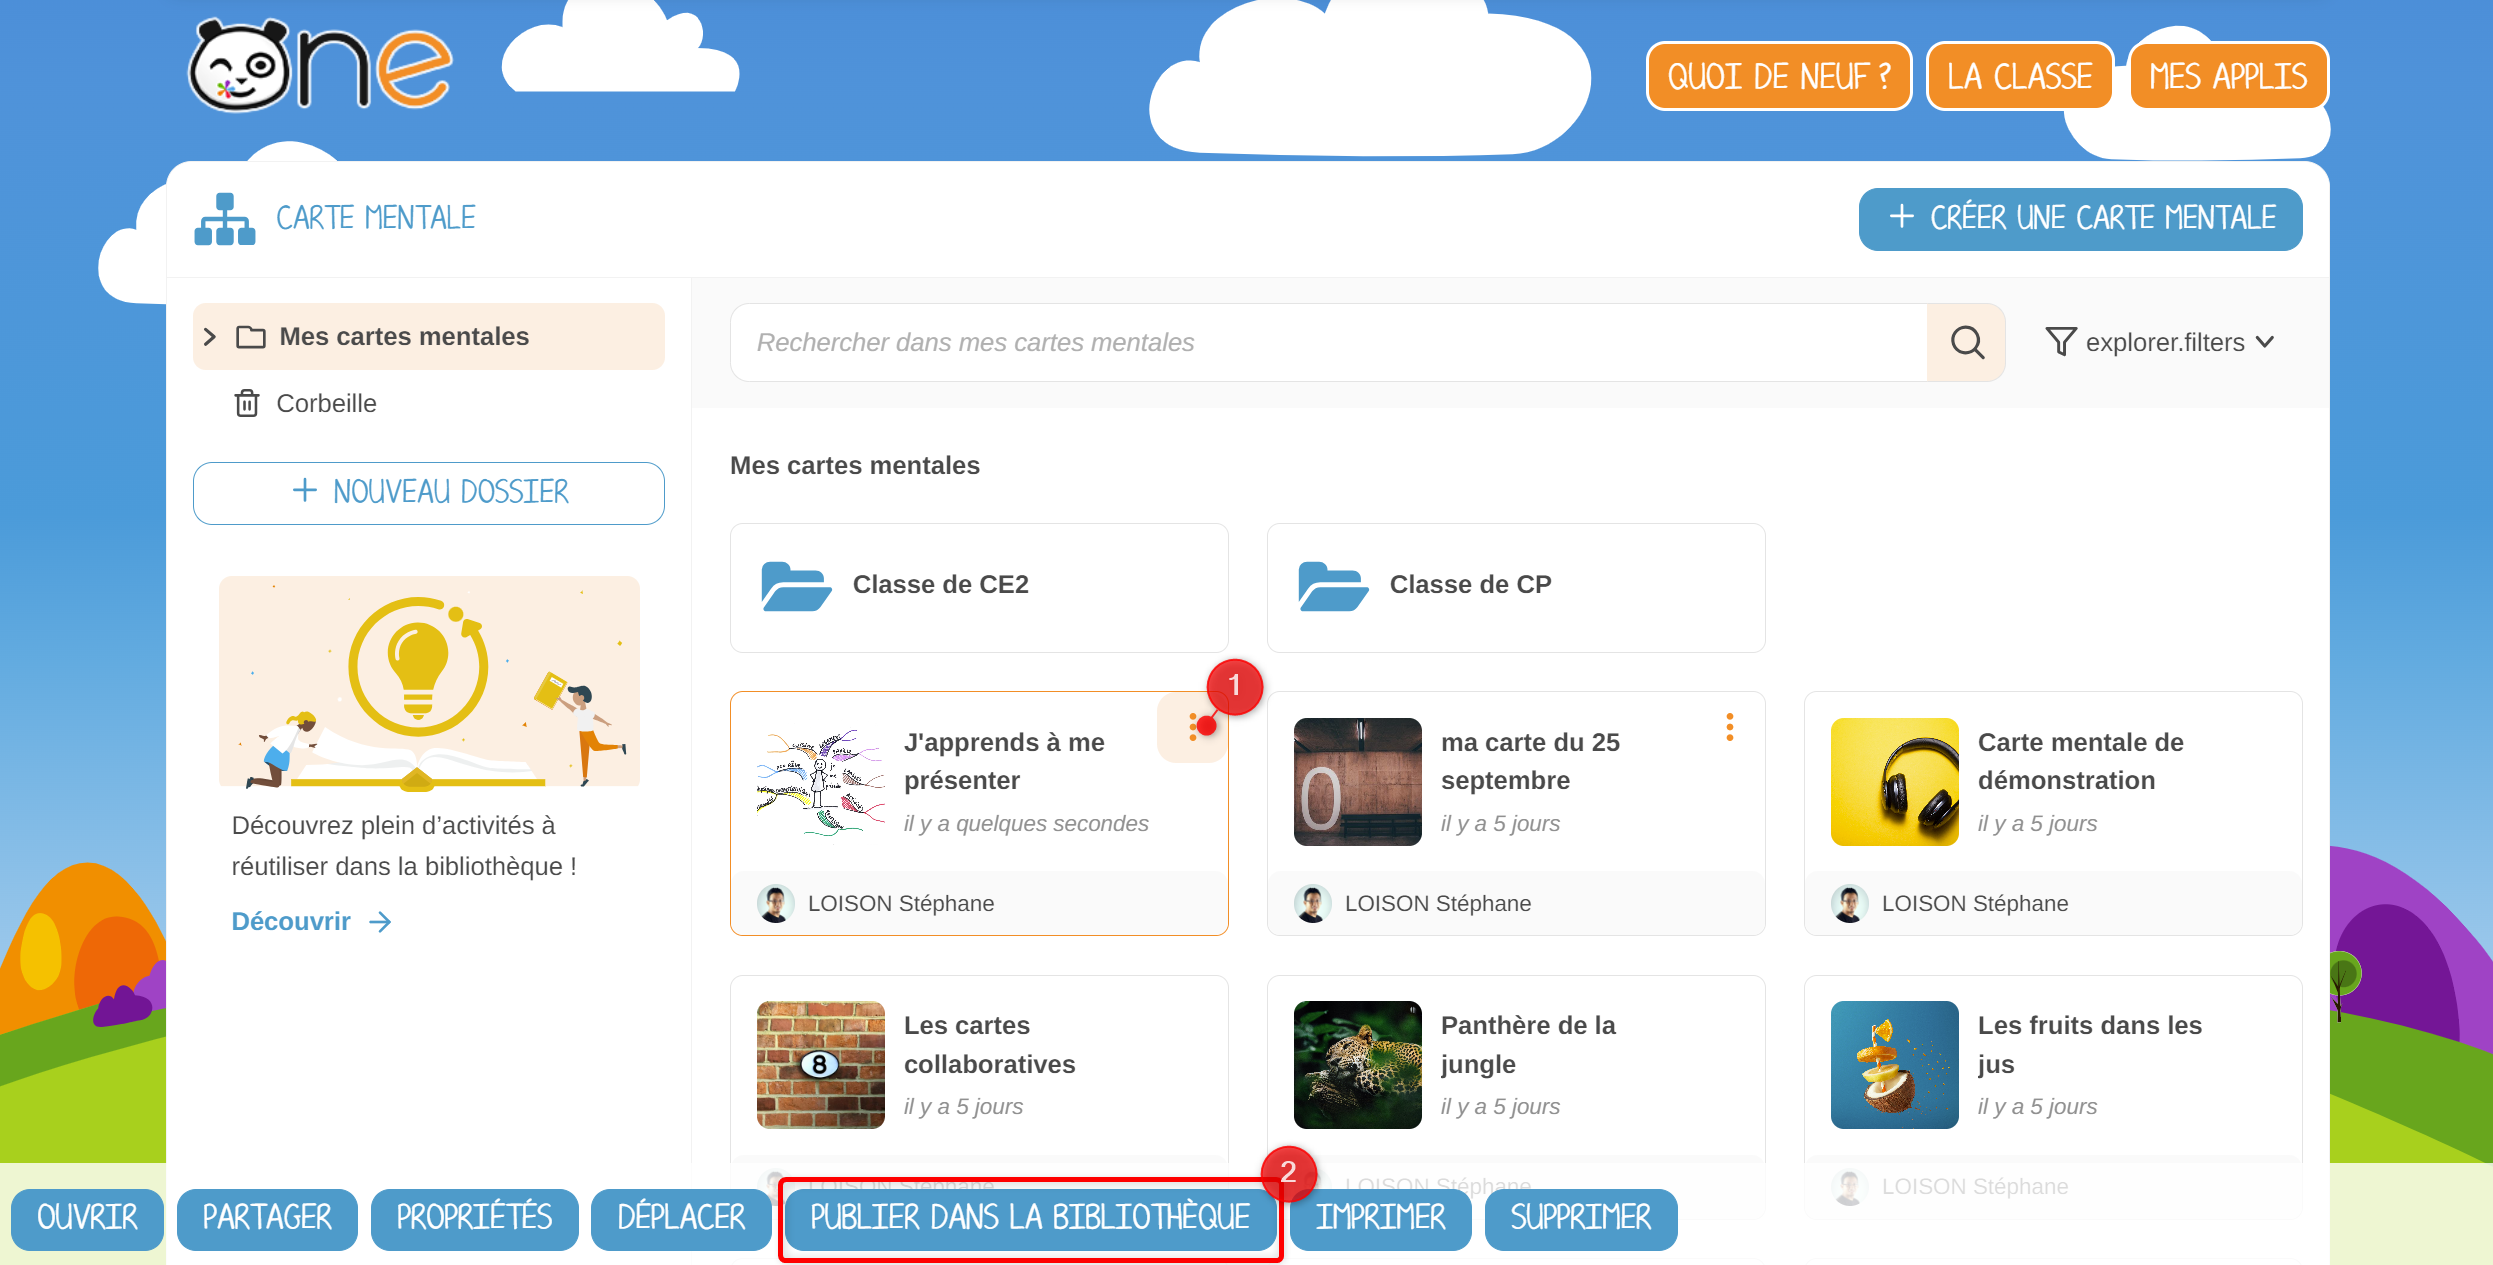 one
QUOI DE NEUF ?
LA CLASSE
MES APPLIS
CARTE MENTALE
+ CRÉER UNE CARTE MENTALE
Mes cartes mentales
Corbeille
+ NOUVEAU DOSSIER
Découvrez plein d’activités à
réutiliser dans la bibliothèque !
Découvrir
Rechercher dans mes cartes mentales
explorer.filters
Mes cartes mentales
Classe de CE2
Classe de CP
1
J'apprends à me
présenter
il y a quelques secondes
LOISON Stéphane
0
ma carte du 25
septembre
il y a 5 jours
LOISON Stéphane
Carte mentale de
démonstration
il y a 5 jours
LOISON Stéphane
8
Les cartes
collaboratives
il y a 5 jours
LOISON Stéphane
Panthère de la
jungle
il y a 5 jours
LOISON Stéphane
Les fruits dans les
jus
il y a 5 jours
LOISON Stéphane
2
OUVRIR
PARTAGER
PROPRIÉTÉS
DÉPLACER
PUBLIER DANS LA BIBLIOTHÈQUE
IMPRIMER
SUPPRIMER